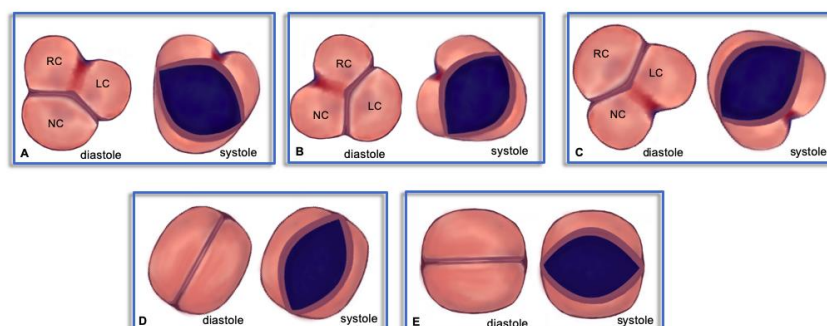 RC
LC
NC
A diastole systole
RC
NC LC
B diastole systole
RC
LC
NC
C diastole systole
D diastole systole
E diastole systole